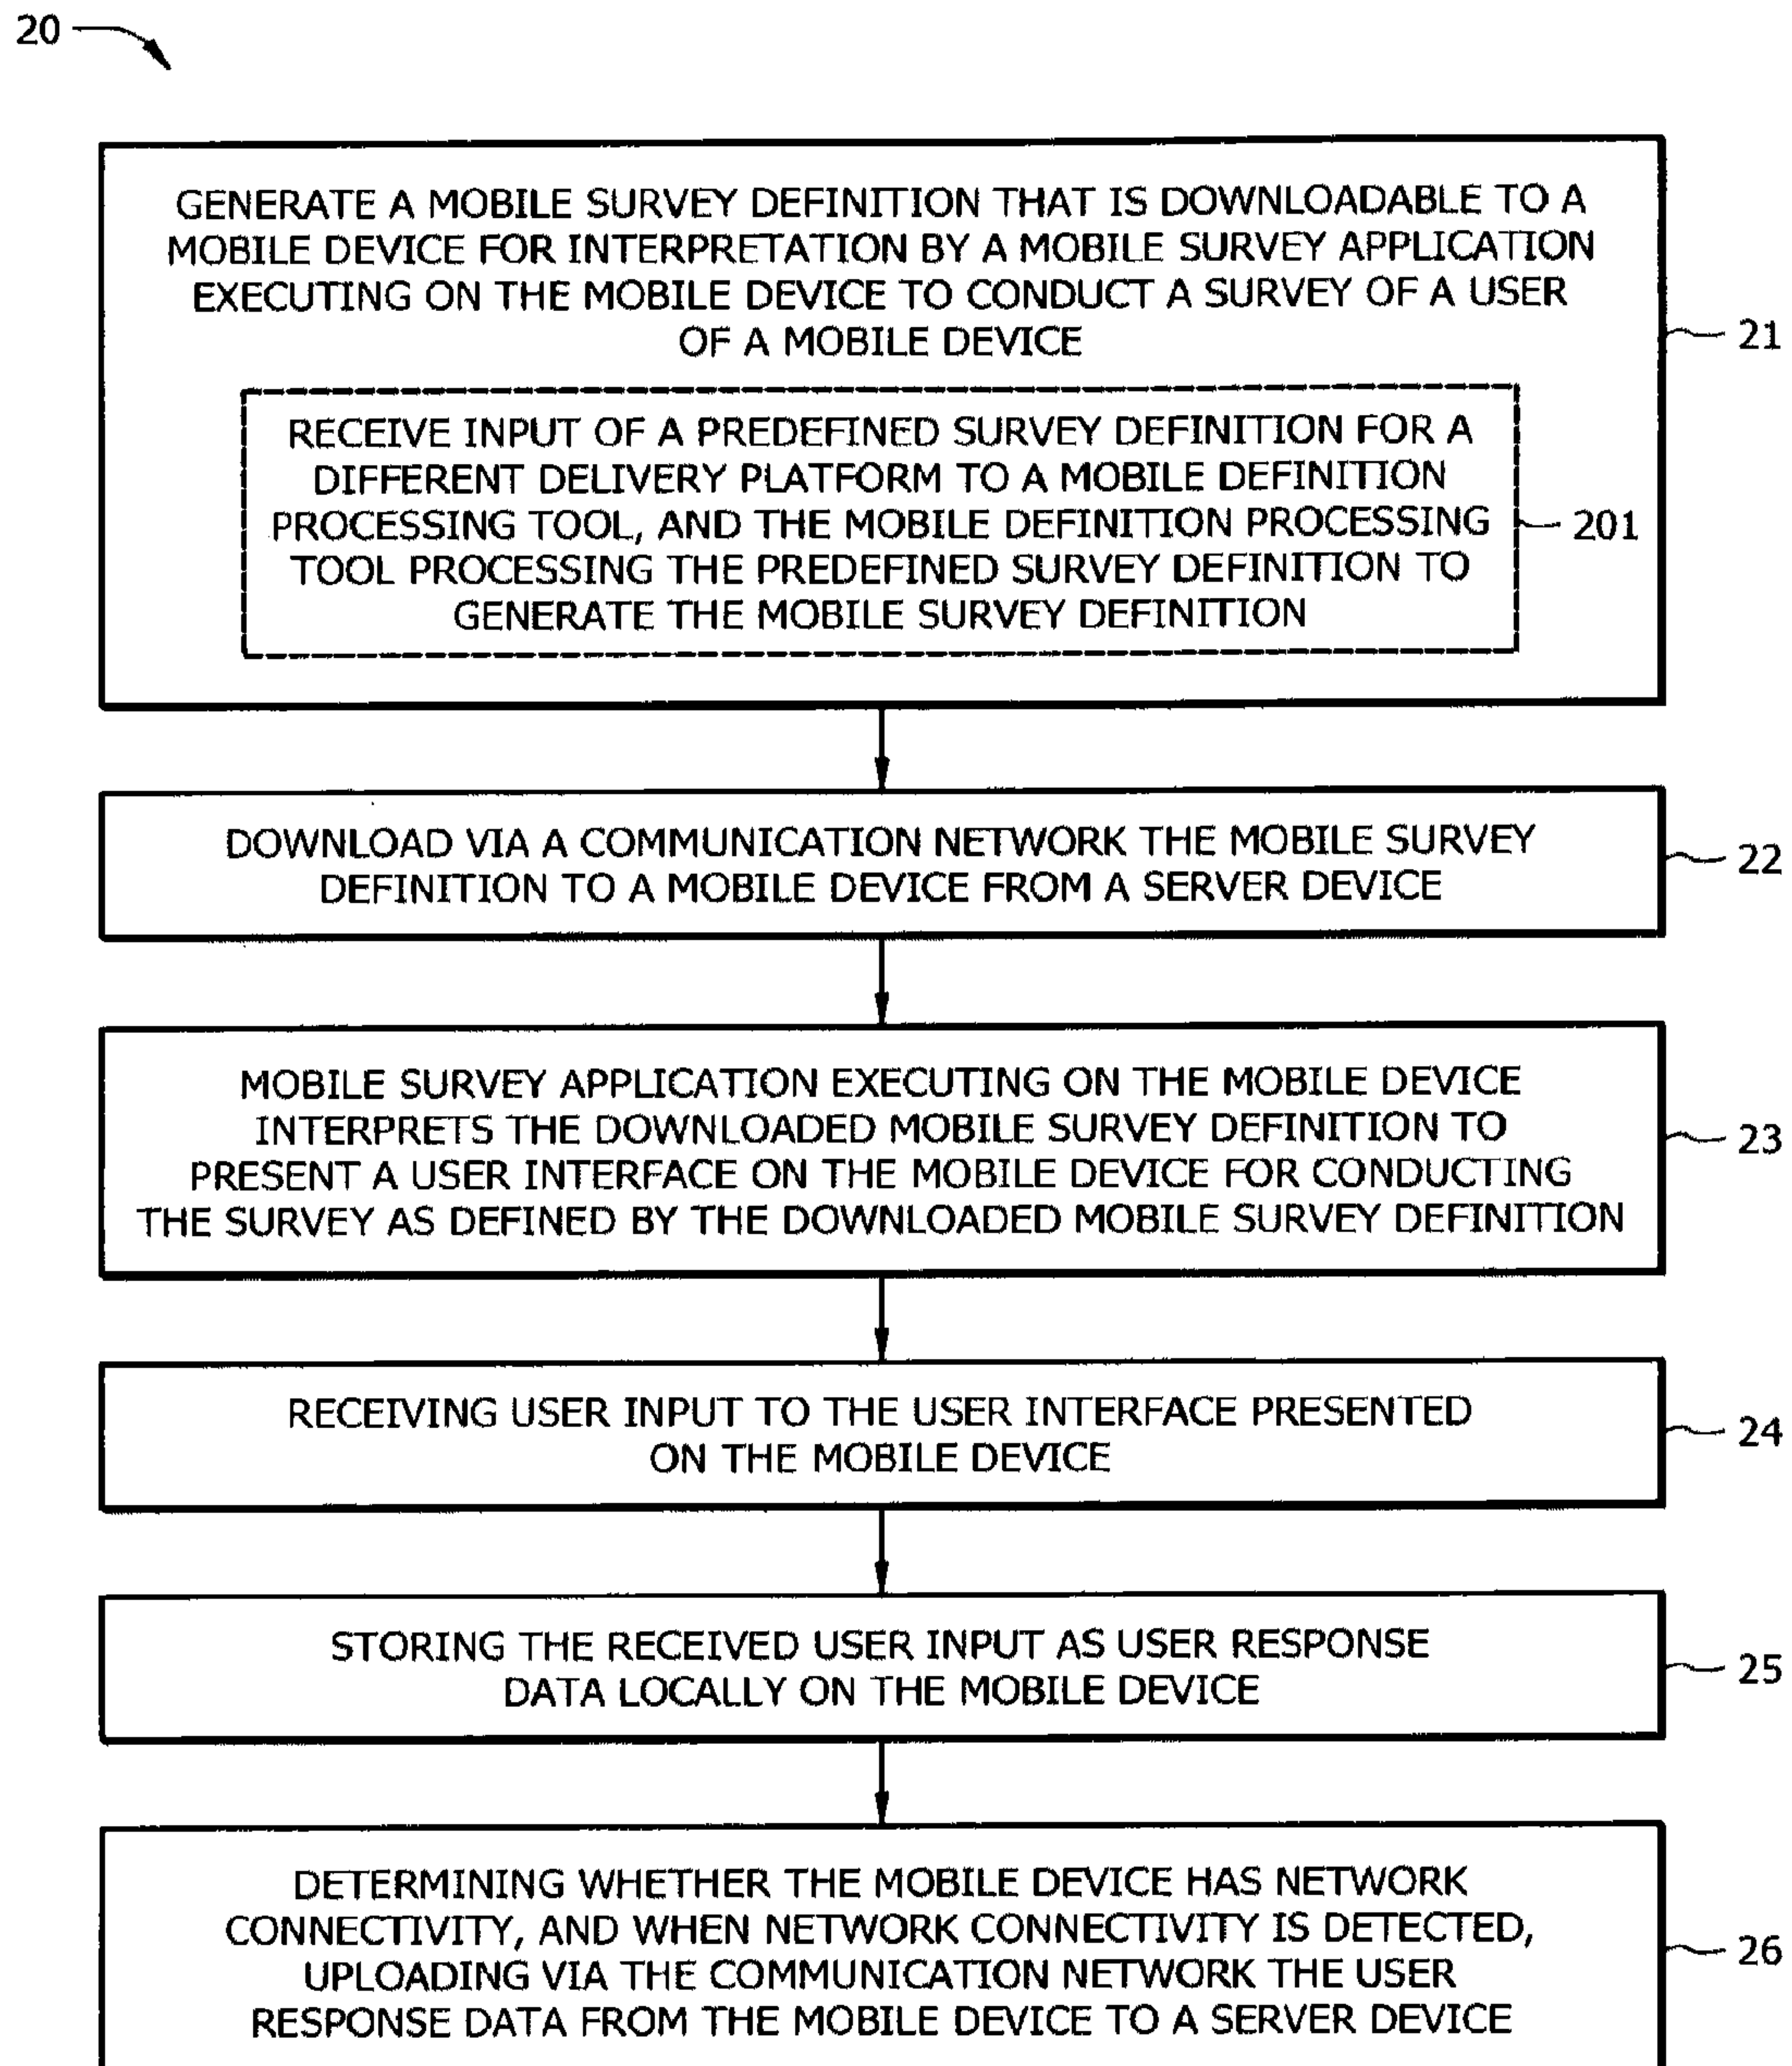 20
GENERATE A MOBILE SURVEY DEFINITION THAT IS DOWNLOADABLE TO A
MOBILE DEVICE FOR INTERPRETATION BY A MOBILE SURVEY APPLICATION
EXECUTING ON THE MOBILE DEVICE TO CONDUCT A SURVEY OF A USER
OF A MOBILE DEVICE
21
RECEIVE INPUT OF A PREDEFINED SURVEY DEFINITION FOR A
DIFFERENT DELIVERY PLATFORM TO A MOBILE DEFINITION
PROCESSING TOOL, AND THE MOBILE DEFINITION PROCESSING
TOOL PROCESSING THE PREDEFINED SURVEY DEFINITION TO
GENERATE THE MOBILE SURVEY DEFINITION
201
DOWNLOAD VIA A COMMUNICATION NETWORK THE MOBILE SURVEY
DEFINITION TO A MOBILE DEVICE FROM A SERVER DEVICE
22
MOBILE SURVEY APPLICATION EXECUTING ON THE MOBILE DEVICE
INTERPRETS THE DOWNLOADED MOBILE SURVEY DEFINITION TO
PRESENT A USER INTERFACE ON THE MOBILE DEVICE FOR CONDUCTING
THE SURVEY AS DEFINED BY THE DOWNLOADED MOBILE SURVEY DEFINITION
23
RECEIVING USER INPUT TO THE USER INTERFACE PRESENTED
ON THE MOBILE DEVICE
24
STORING THE RECEIVED USER INPUT AS USER RESPONSE
DATA LOCALLY ON THE MOBILE DEVICE
25
DETERMINING WHETHER THE MOBILE DEVICE HAS NETWORK
CONNECTIVITY, AND WHEN NETWORK CONNECTIVITY IS DETECTED,
UPLOADING VIA THE COMMUNICATION NETWORK THE USER
RESPONSE DATA FROM THE MOBILE DEVICE TO A SERVER DEVICE
26